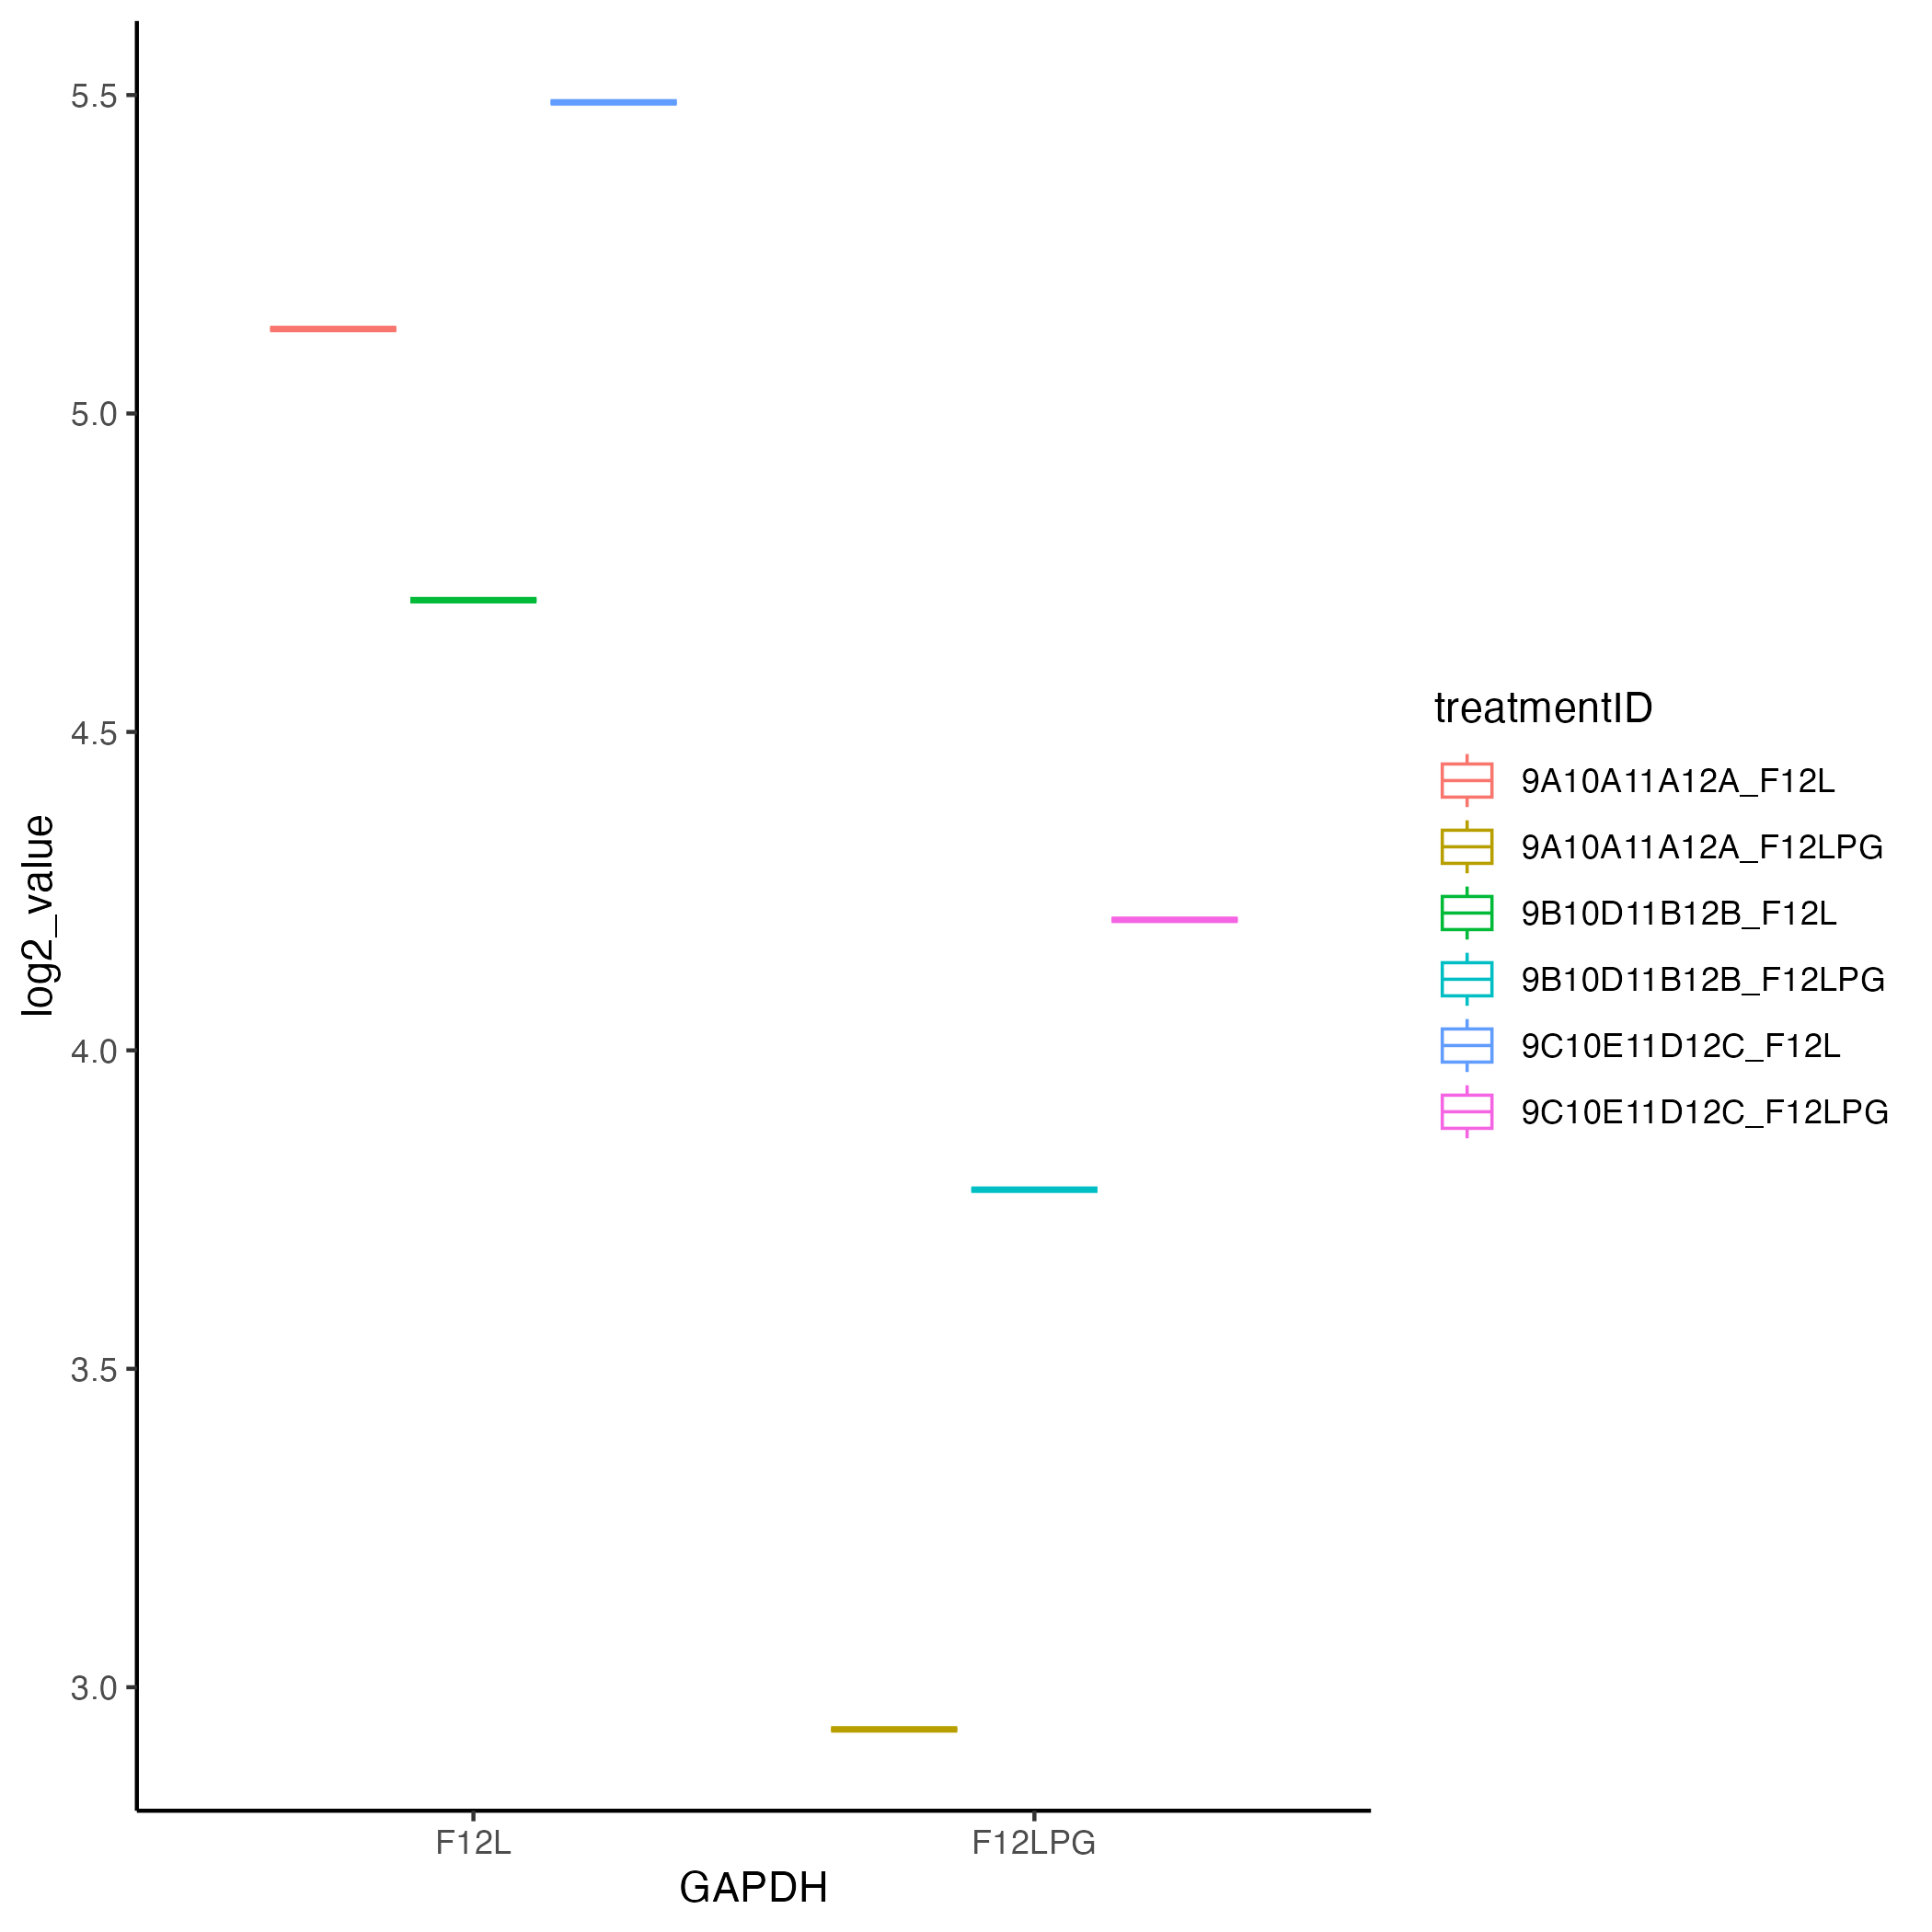 5.5
5.0
4.5
4.0
3.5
3.0
log2_value
F12L
F12LPG
GAPDH
treatmentID
9A10A11A12A_F12L
9A10A11A12A_F12LPG
9B10D11B12B_F12L
9B10D11B12B_F12LPG
9C10E11D12C_F12L
9C10E11D12C_F12LPG